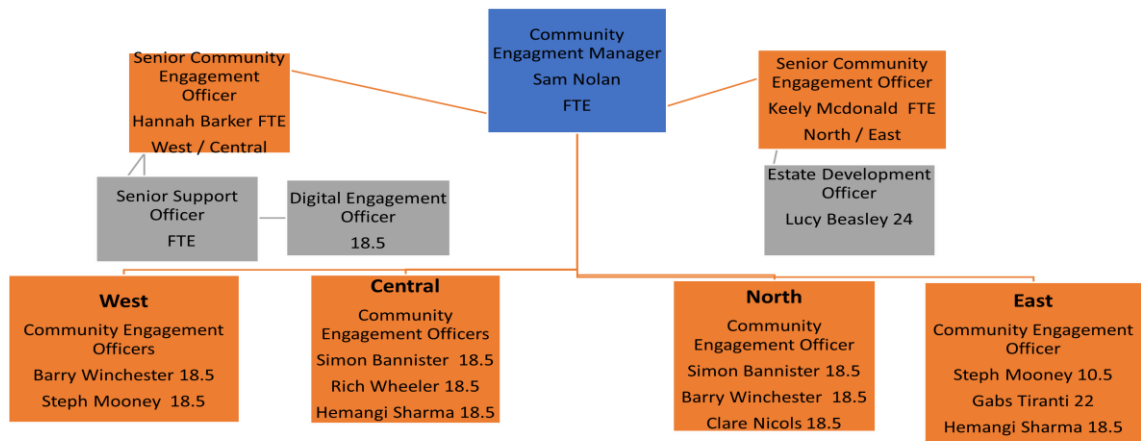 Community
Engagment Manager
Sam Nolan
FTE
Senior Community
Engagement
Officer
Hannah Barker FTE
West / Central
Senior Community
Engagement Officer
Keely Mcdonald  FTE
North / East
Senior Support
Officer
FTE
Digital Engagement
Officer
18.5
Estate Development
Officer
Lucy Beasley 24
West
Community Engagement
Officers
Barry Winchester 18.5
Steph Mooney  18.5
Central
Community
Engagement Officers
Simon Bannister  18.5
Rich Wheeler 18.5
Hemangi Sharma 18.5
North
Community
Engagement Officer
Simon Bannister 18.5
Barry Winchester  18.5
Clare Nicols 18.5
East
Community Engagement
Officer
Steph Mooney 10.5
Gabs Tiranti 22
Hemangi Sharma 18.5